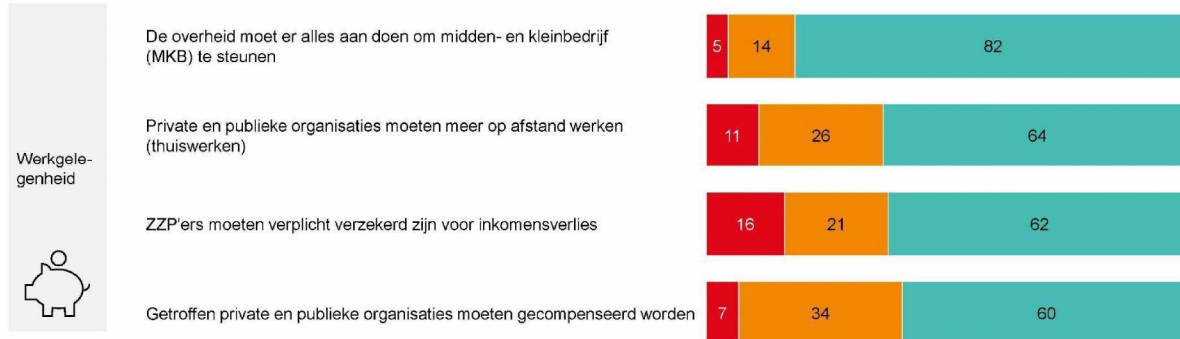 De overheid moet er alles aan doen om midden- en kleinbedrijf
(MKB) te steunen
5 14 82
Private en publieke organisaties moeten meer op afstand werken
(thuiswerken)
11 26 64
Werkgele-
genheid
ZZP'ers moeten verplicht verzekerd zijn voor inkomensverlies
16 21 62
Getroffen private en publieke organisaties moeten gecompenseerd worden
7 34 60